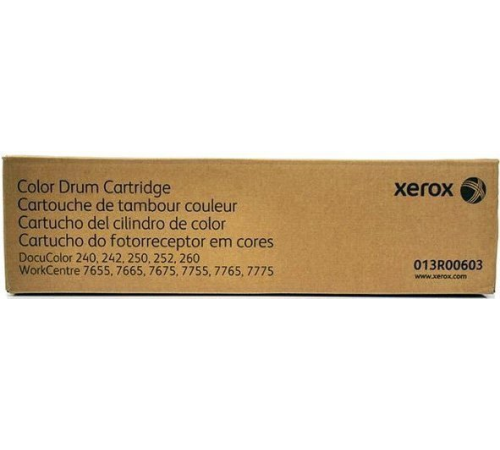 Color Drum Cartridge
Cartouche de tambour couleur
Cartucho del cilindro de color
Cartucho do fotorreceptor em cores
DocuColor 240, 242, 250, 252, 260
WorkCentre 7655, 7665, 7675, 7755, 7765, 7775
xerox
013R00603
www.xerox.com